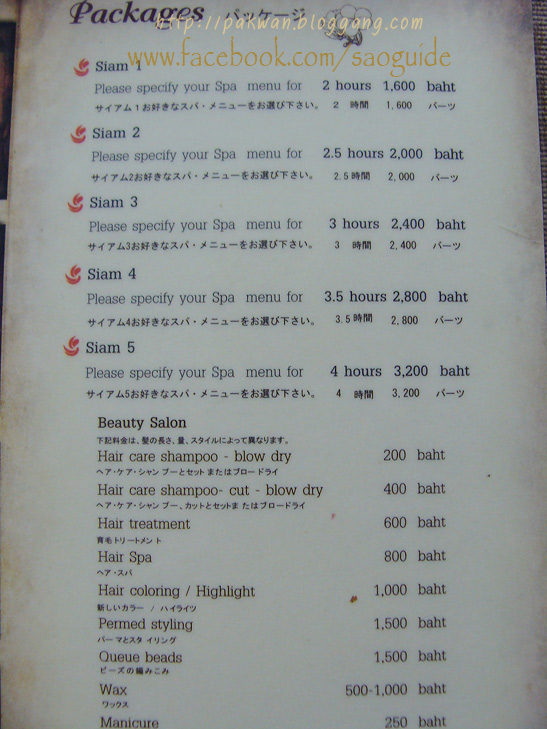 Packages パッケージ
http://pakwan.bloggang.com
www.facebook.com/saoguide
Siam 1
Please specify your Spa menu for 2 hours 1,600 baht
サイアム1お好きなスパ・メニューをお選び下さい。 2 時間 1,600 バーツ
Siam 2
Please specify your Spa menu for 2.5 hours 2,000 baht
サイアム2お好きなスパ・メニューをお選び下さい。 2.5時間 2,000 バーツ
Siam 3
Please specify your Spa menu for 3 hours 2,400 baht
サイアム3お好きなスパ・メニューをお選び下さい。 3 時間 2,400 バーツ
Siam 4
Please specify your Spa menu for 3.5 hours 2,800 baht
サイアム4お好きなスパ・メニューをお選び下さい。 3.5時間 2,800 バーツ
Siam 5
Please specify your Spa menu for 4 hours 3,200 baht
サイアム5お好きなスパ・メニューをお選び下さい。 4 時間 3,200 バーツ
Beauty Salon
下記料金は、髪の長さ、量、スタイルによって異なります。
Hair care shampoo - blow dry 200 baht
ヘア・ケア・シャンプーとセットまたはブロードライ
Hair care shampoo- cut - blow dry 400 baht
ヘア・ケア・シャンプー、カットとセットまたはブロードライ
Hair treatment 600 baht
育毛トリートメント
Hair Spa 800 baht
ヘア・スパ
Hair coloring / Highlight 1,000 baht
新しいカラー / ハイライツ
Permed styling 1,500 baht
パーマとスタイリング
Queue beads 1,500 baht
ビーズの編みこみ
Wax 500-1,000 baht
ワックス
Manicure 250 baht